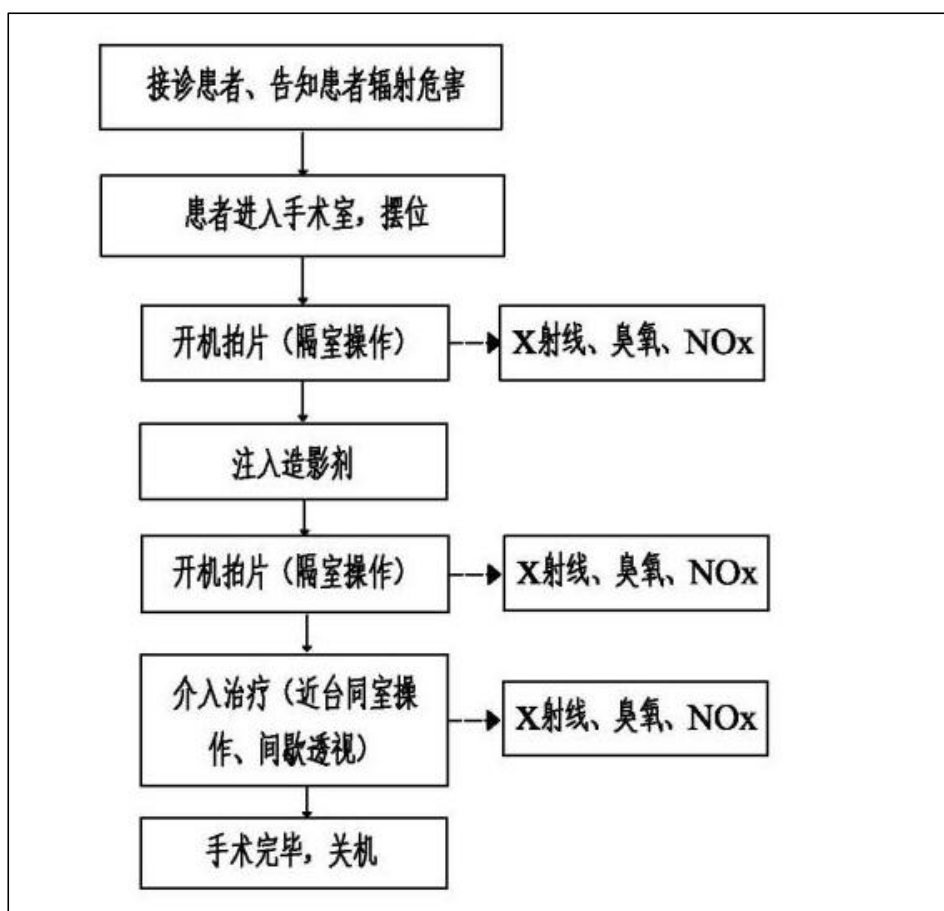 接诊患者、告知患者辐射危害
患者进入手术室，摆位
开机拍片（隔室操作）
X射线、臭氧、NOx
注入造影剂
开机拍片（隔室操作）
X射线、臭氧、NOx
介入治疗（近台同室操
作、间歇透视）
X射线、臭氧、NOx
手术完毕，关机